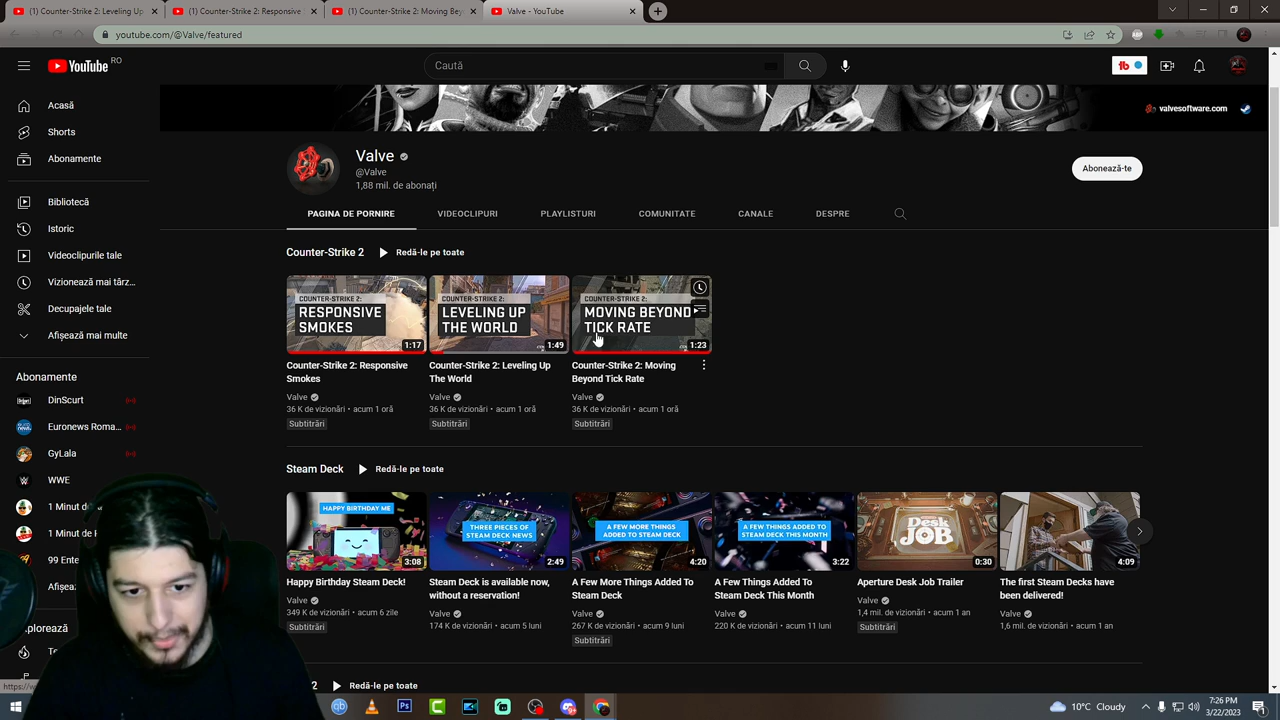 (1) Counter-Strike 2: Leveling U
(1) Counter-Strike 2: Responsive
(1) Counter-Strike 2: Moving Bey
Valve - YouTube
youtube.com/@Valve/featured
YouTube RO
Caută
tb
valvesoftware.com
Acasă
Shorts
Abonamente
Bibliotecă
Istoric
Videoclipurile tale
Vizionează mai târz...
Decupajele tale
Afișează mai multe
Abonamente
DinScurt
Euronews Roma...
GyLala
WWE
1 Minut d
1 Minut
99 Ente
Afișea
xplorează
Valve
@Valve
1,88 mil. de abonați
Abonează-te
PAGINA DE PORNIRE
VIDEOCLIPURI
PLAYLISTURI
COMUNITATE
CANALE
DESPRE
Counter-Strike 2
Redă-le pe toate
COUNTER-STRIKE 2:
RESPONSIVE
SMOKES
1:17
Counter-Strike 2: Responsive
Smokes
Valve
36 K de vizionări • acum 1 oră
Subtitrări
COUNTER-STRIKE 2:
LEVELING UP
THE WORLD
1:49
Counter-Strike 2: Leveling Up
The World
Valve
36 K de vizionări • acum 1 oră
Subtitrări
COUNTER-STRIKE 2:
MOVING BEYOND
TICK RATE
1:23
Counter-Strike 2: Moving
Beyond Tick Rate
Valve
36 K de vizionări • acum 1 oră
Subtitrări
Steam Deck
Redă-le pe toate
HAPPY BIRTHDAY ME
3:08
Happy Birthday Steam Deck!
Valve
349 K de vizionări • acum 6 zile
Subtitrări
THREE PIECES OF
STEAM DECK NEWS
2:49
Steam Deck is available now,
without a reservation!
Valve
174 K de vizionări • acum 5 luni
A FEW MORE THINGS
ADDED TO STEAM DECK
4:20
A Few More Things Added To
Steam Deck
Valve
267 K de vizionări • acum 9 luni
Subtitrări
A FEW THINGS ADDED TO
STEAM DECK THIS MONTH
3:22
A Few Things Added To
Steam Deck This Month
Valve
220 K de vizionări • acum 11 luni
DESK
JOB
0:30
Aperture Desk Job Trailer
Valve
1,4 mil. de vizionări • acum 1 an
Subtitrări
4:09
The first Steam Decks have
been delivered!
Valve
1,6 mil. de vizionări • acum 1 an
2
Redă-le pe toate
10°C Cloudy
7:26 PM
3/22/2023